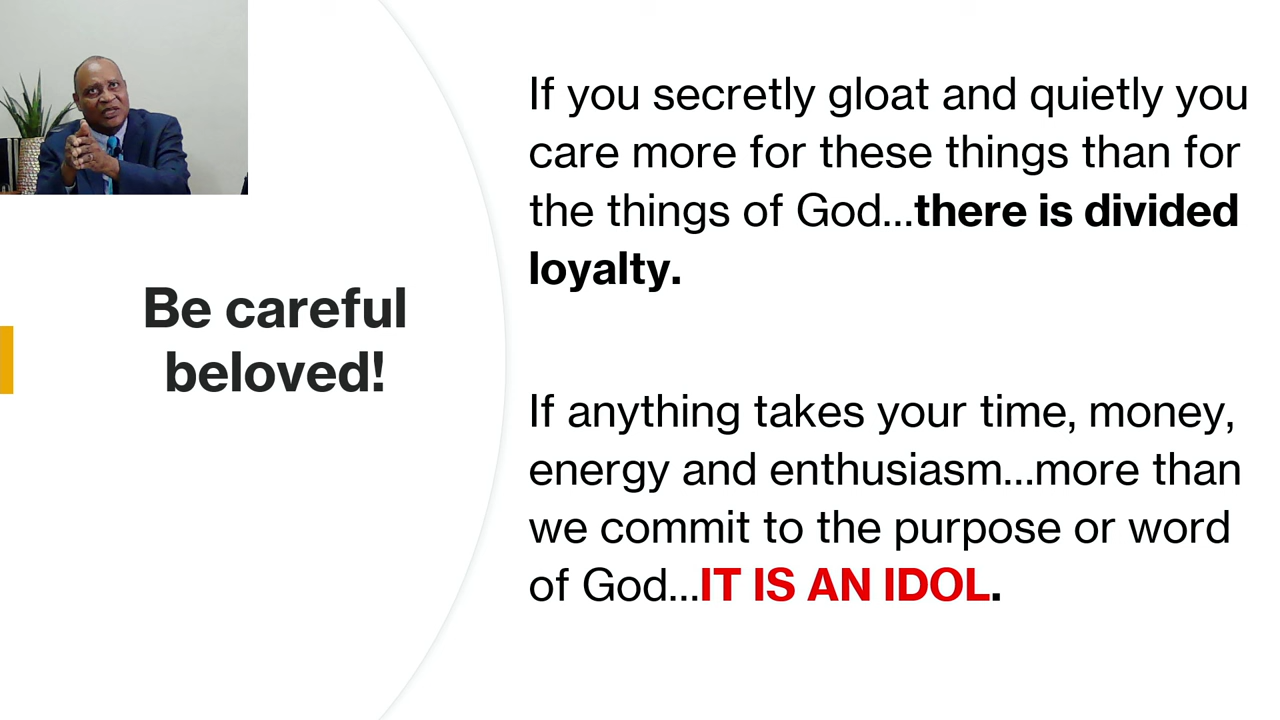 Be careful
beloved!
If you secretly gloat and quietly you
care more for these things than for
the things of God...there is divided
loyalty.
If anything takes your time, money,
energy and enthusiasm...more than
we commit to the purpose or word
of God...IT IS AN IDOL.